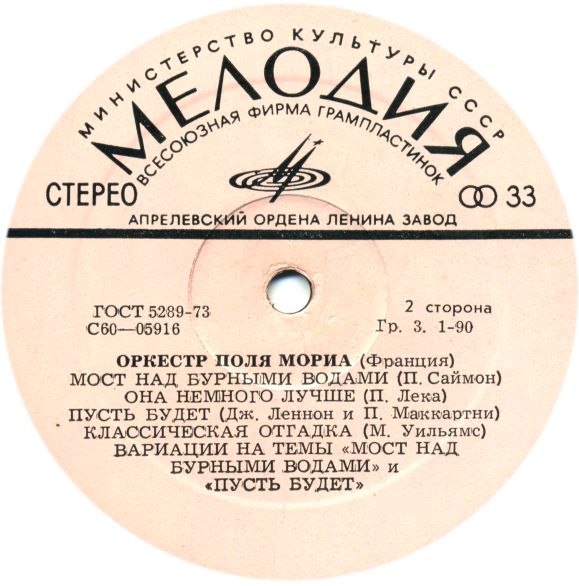 МИНИСТЕРСТВО КУЛЬТУРЫ СССР
МЕЛОДИЯ
ВСЕСОЮЗНАЯ ФИРМА ГРАМПЛАСТИНОК
СТЕРЕО
33
АПРЕЛЕВСКИЙ ОРДЕНА ЛЕНИНА ЗАВОД
ГОСТ 5289-73
2 сторона
С60—05916
Гр. 3. 1-90
ОРКЕСТР ПОЛЯ МОРИА (Франция)
МОСТ НАД БУРНЫМИ ВОДАМИ (П. Саймон)
ОНА НЕМНОГО ЛУЧШЕ (П. Лека)
ПУСТЬ БУДЕТ (Дж. Леннон и П. Маккартни)
КЛАССИЧЕСКАЯ ОТГАДКА (М. Уильямс)
ВАРИАЦИИ НА ТЕМЫ «МОСТ НАД
БУРНЫМИ ВОДАМИ» и
«ПУСТЬ БУДЕТ»